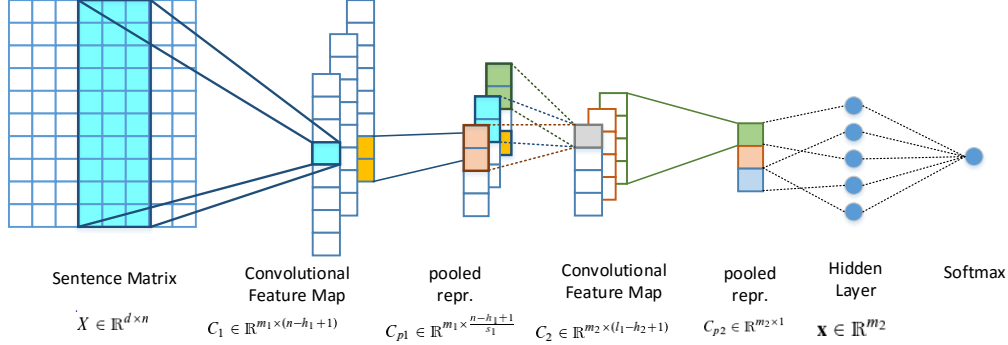 Sentence Matrix
Convolutional
Feature Map
pooled
repr.
Convolutional
Feature Map
pooled
repr.
Hidden
Layer
Softmax
X ∈ ℝ^{d×n}
C_1 ∈ ℝ^{m_1×(n−h_1+1)}
C_{p1} ∈ ℝ^{m_1×\frac{n−h_1+1}{s_1}}
C_2 ∈ ℝ^{m_2×(l_1−h_2+1)}
C_{p2} ∈ ℝ^{m_2×1}
x ∈ ℝ^{m_2}